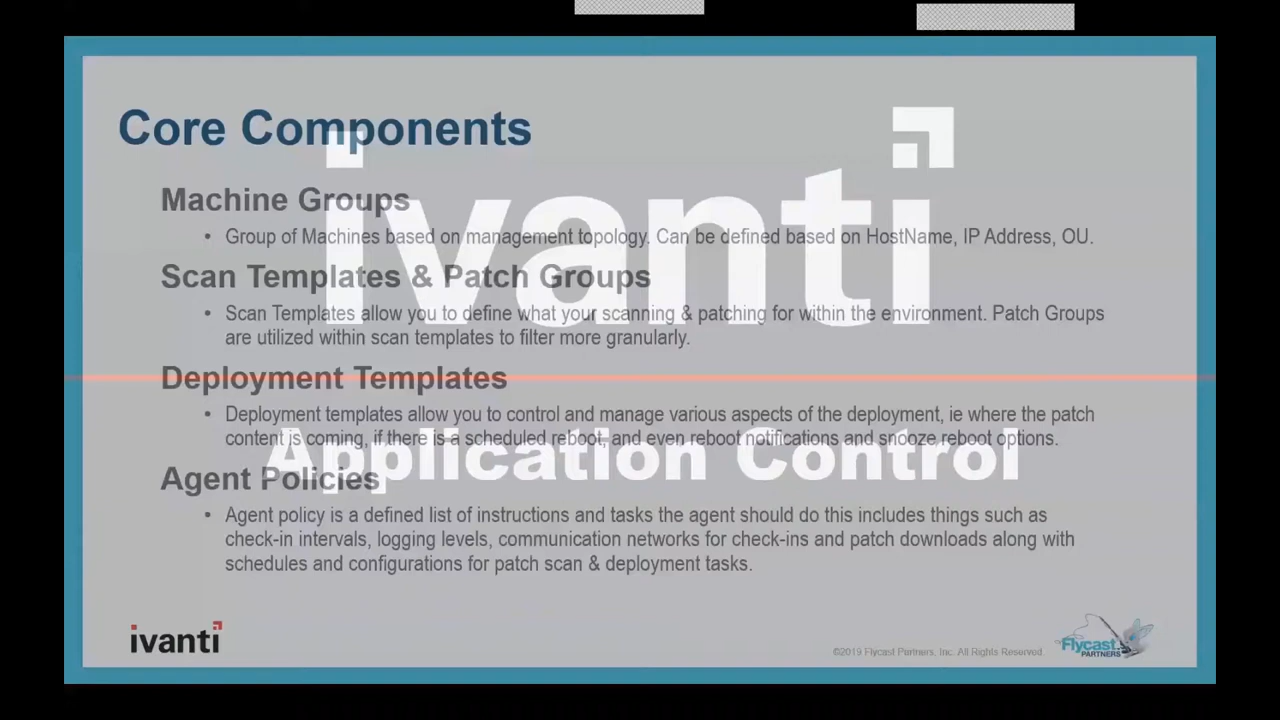 Core Components
ivanti
Machine Groups
• Group of Machines based on management topology. Can be defined based on HostName, IP Address, OU.
Scan Templates & Patch Groups
• Scan Templates allow you to define what your scanning & patching for within the environment. Patch Groups
are utilized within scan templates to filter more granularly.
Deployment Templates
• Deployment templates allow you to control and manage various aspects of the deployment, ie where the patch
content is coming, if there is a scheduled reboot, and even reboot notifications and snooze reboot options.
Application Control
Agent Policies
• Agent policy is a defined list of instructions and tasks the agent should do this includes things such as
check-in intervals, logging levels, communication networks for check-ins and patch downloads along with
schedules and configurations for patch scan & deployment tasks.
ivanti
©2019 Flycast Partners, Inc. All Rights Reserved.
Flycast
PARTNERS